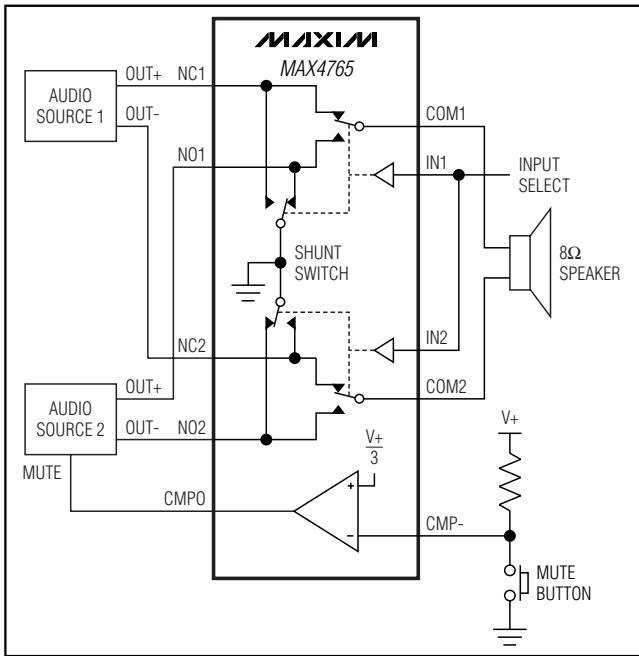 MAXIM
MAX4765
AUDIO
SOURCE 1
OUT+
NC1
OUT-
NO1
COM1
IN1
INPUT
SELECT
SHUNT
SWITCH
8Ω
SPEAKER
NC2
IN2
COM2
AUDIO
SOURCE 2
OUT+
OUT-
NO2
MUTE
CMPO
V+
3
+
-
CMP-
V+
MUTE
BUTTON